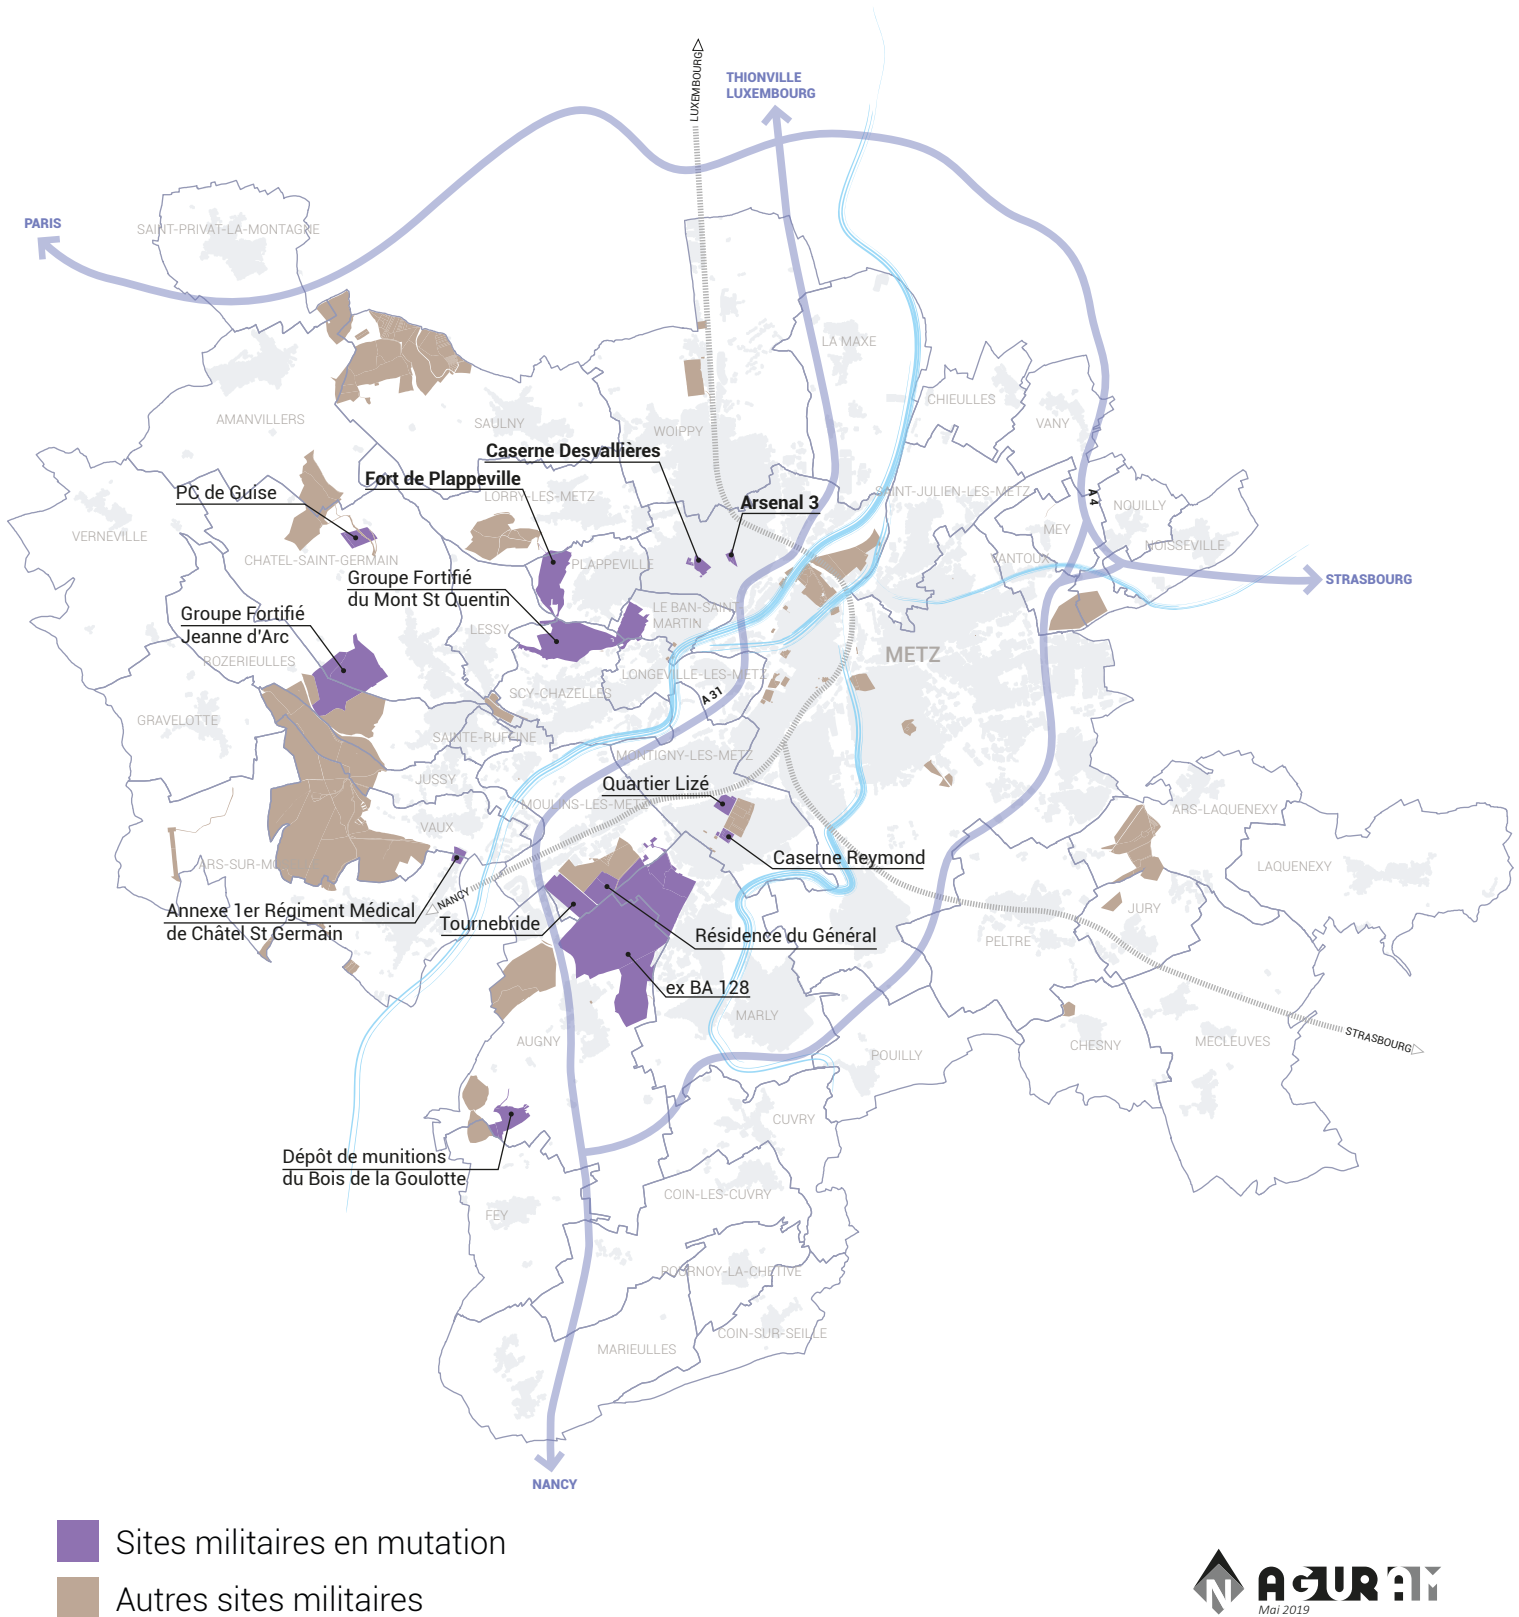 LUXEMBOURG
THIONVILLE
LUXEMBOURG
PARIS
SAINT-PRIVAT-LA-MONTAGNE
LA MAXE
CHIEULLES
AMANVILLERS
SAULNY
WOIPPY
VANY
Caserne Desvallières
Fort de Plappeville
PC de Guise
LORRY-LES-METZ
Arsenal 3
SAINT-JULIEN-LES-METZ
A 4
NOUILLY
VERNÉVILLE
MEY
NOISSEVILLE
CHATEL-SAINT-GERMAIN
PLAPPEVILLE
VANTOUX
STRASBOURG
Groupe Fortifié
du Mont St Quentin
Groupe Fortifié
Jeanne d'Arc
LE BAN-SAINT
MARTIN
LESSY
METZ
ROZERIEULLES
LONGEVILLE-LES-METZ
SCY-CHAZELLES
A 31
GRAVELOTTE
SAINTE-RUFFINE
MONTIGNY-LES-METZ
JUSSY
Quartier Lizé
MOULINS-LES-METZ
ARS-LAQUENEXY
VAUX
Caserne Reymond
ARS-SUR-MOSELLE
LAQUENEXY
NANCY
Annexe 1er Régiment Médical
de Châtel St Germain
Tournebride
Résidence du Général
JURY
PELTRE
ex BA 128
MARLY
AUGNY
POUILLY
CHESNY
MECLEUVES
STRASBOURG
CUVRY
Dépôt de munitions
du Bois de la Goulotte
COIN-LES-CUVRY
FEY
POURNOY-LA-CHETIVE
COIN-SUR-SEILLE
MARIEULLES
NANCY
Sites militaires en mutation
Autres sites militaires
N
AGURAM
Mai 2019